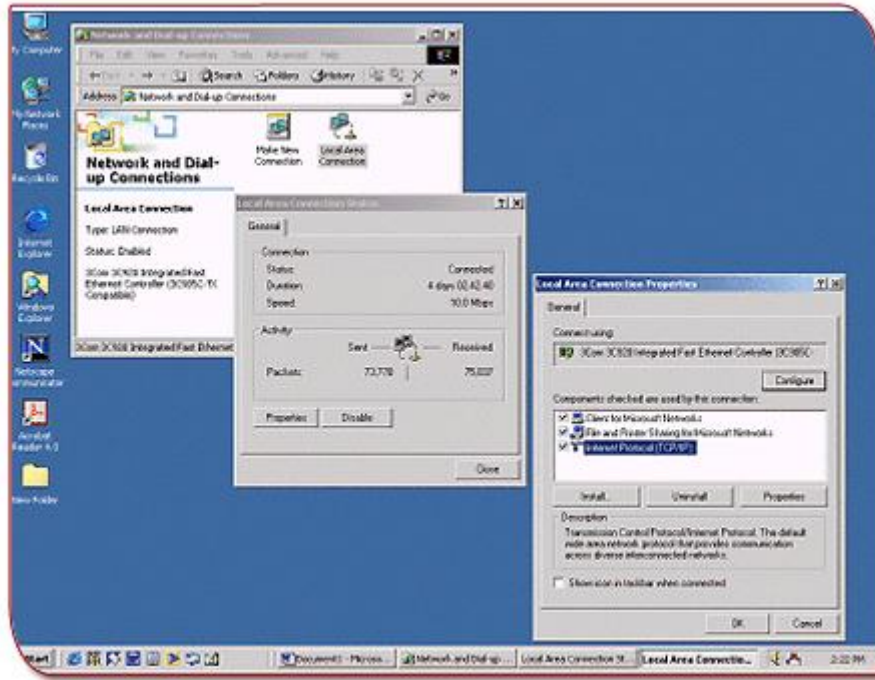 My Computer
My Network
Places
Recycle Bin
Internet
Explorer
Windows
Explorer
Netscape
Communicator
Acrobat
Reader 4.0
New Folder
Network and Dial-up Connections
File Edit View Favorites Tools Advanced Help
Search Folders History
Address Network and Dial-up Connections Go
Network and Dial-
up Connections
Local Area Connection
Type: LAN Connection
Status: Enabled
3Com 3C920 Integrated Fast
Ethernet Controller (3C905C-TX
Compatible)
Make New
Connection
Local Area
Connection
3Com 3C920 Integrated Fast Ethernet
Local Area Connection Status
General
Connection
Status: Connected
Duration: 4 days 02:42:40
Speed: 10.0 Mbps
Activity
Sent Received
Packets:
Properties Disable
Close
Local Area Connection Properties
General
Connect using:
3Com 3C920 Integrated Fast Ethernet Controller (3C905C-
Configure
Components checked are used by this connection:
Client for Microsoft Networks
File and Printer Sharing for Microsoft Networks
Internet Protocol (TCP/IP)
Install... Uninstall Properties
Description
Transmission Control Protocol/Internet Protocol. The default
wide area network protocol that provides communication
across diverse interconnected networks.
Show icon in taskbar when connected
OK Cancel
Start Document1 - Microso... Network and Dial-up ... Local Area Connection St... Local Area Connectio... 2:22 PM